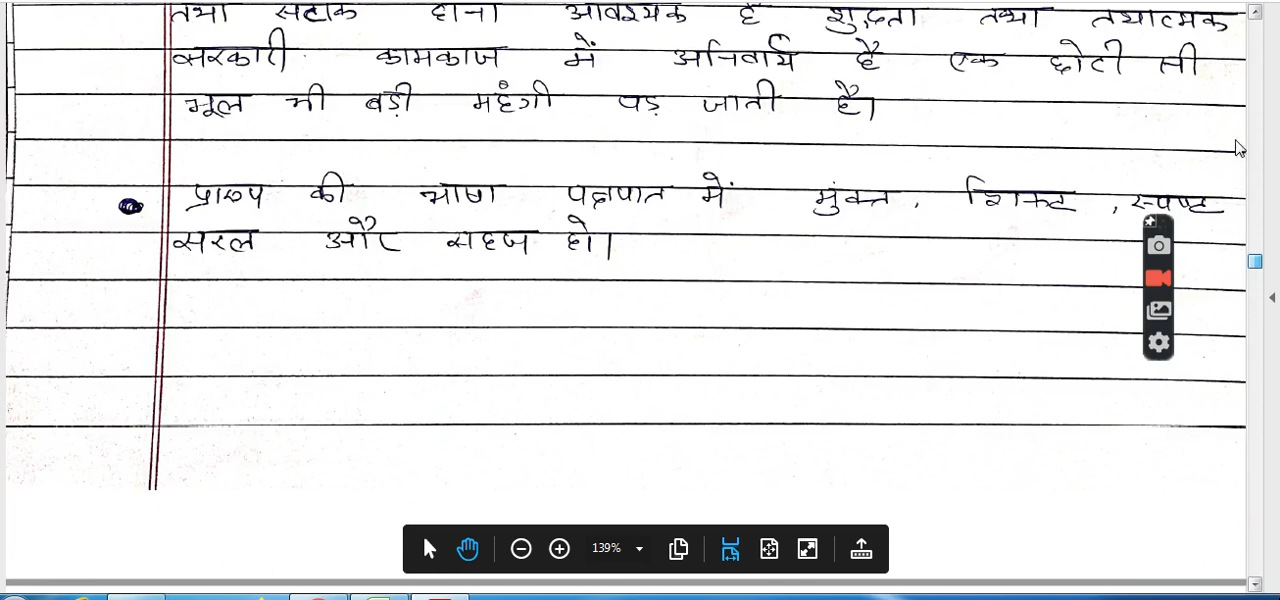 तथा सटीक होना आवश्यक है शुद्धता तथा तथ्यात्मक
सरकारी कामकाज में अनिवार्य है एक छोटी सी
भूल भी बड़ी महंगी पड़ जाती है।
प्रारुप की भाषा पक्षपात में मुंक्त, शिष्ट, स्पष्ट
सरल और सहज हो।
139%